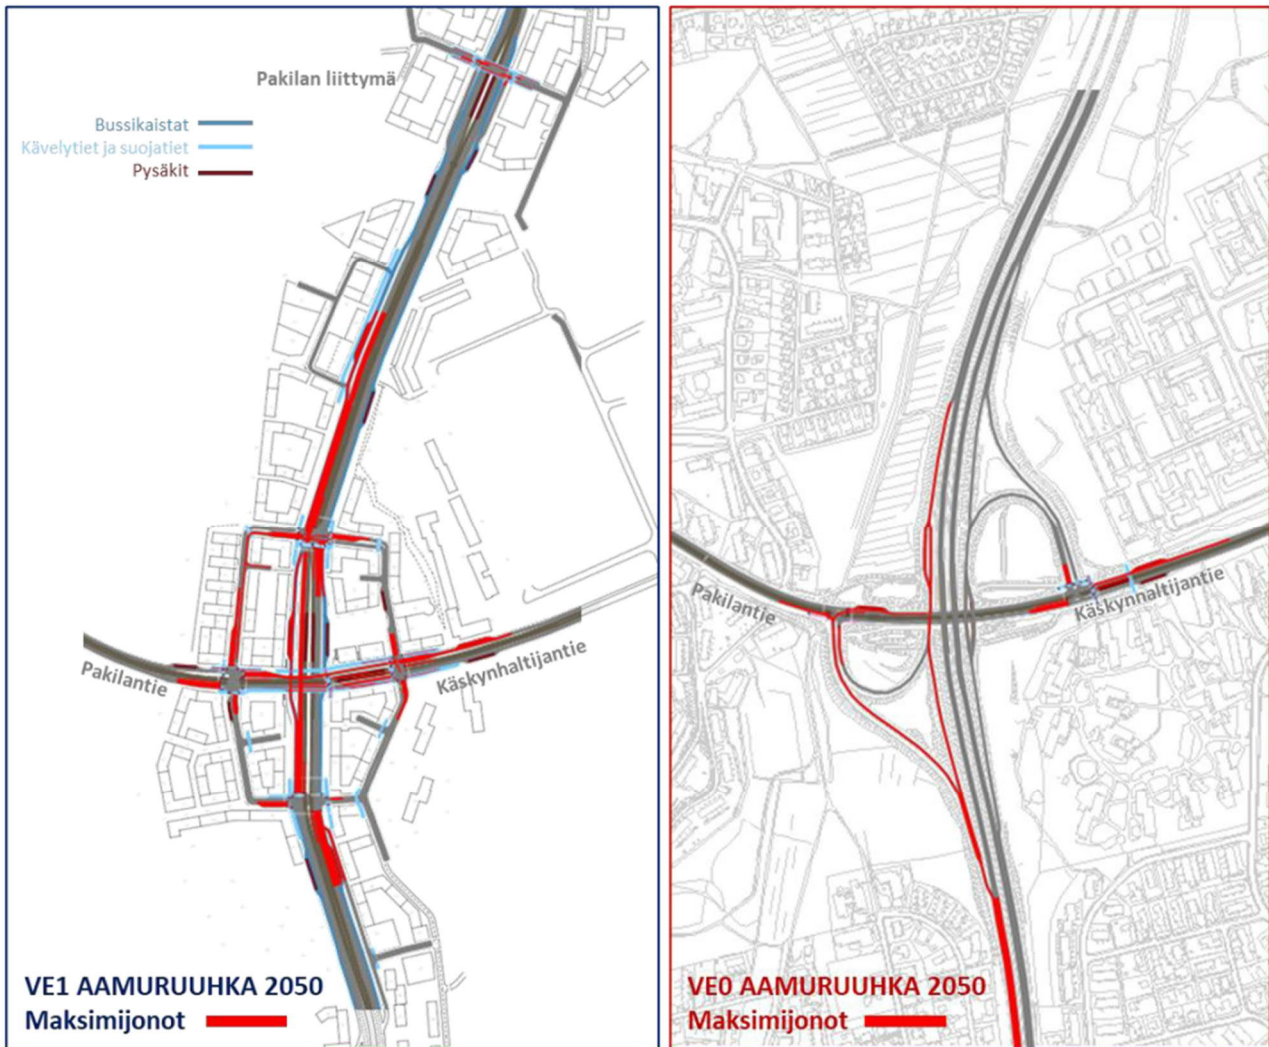 Pakilan liittymä
Bussikaistat
Kävelytiet ja suojatiet
Pysäkit
Pakilantie
Käskynhaltijantie
VE1 AAMURUUHKA 2050
Maksimijonot
Pakilantie
Käskynhaltijantie
VE0 AAMURUUHKA 2050
Maksimijonot